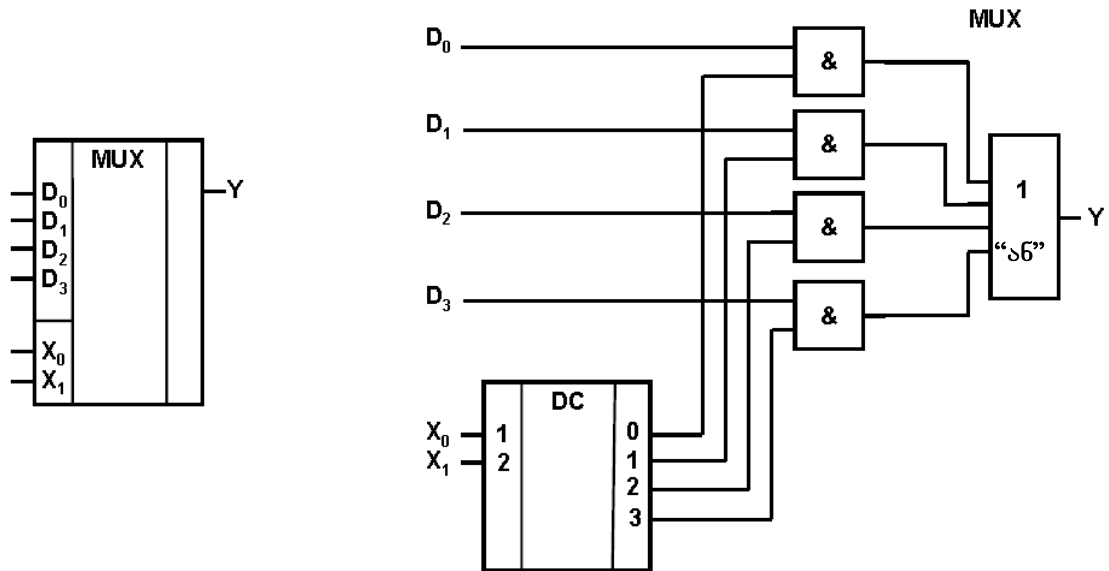 MUX
D₀
D₁
D₂
D₃
X₀
X₁
Y
MUX
D₀
&
D₁
&
D₂
&
D₃
&
1
“ან”
Y
DC
X₀ 1
X₁ 2
0
1
2
3